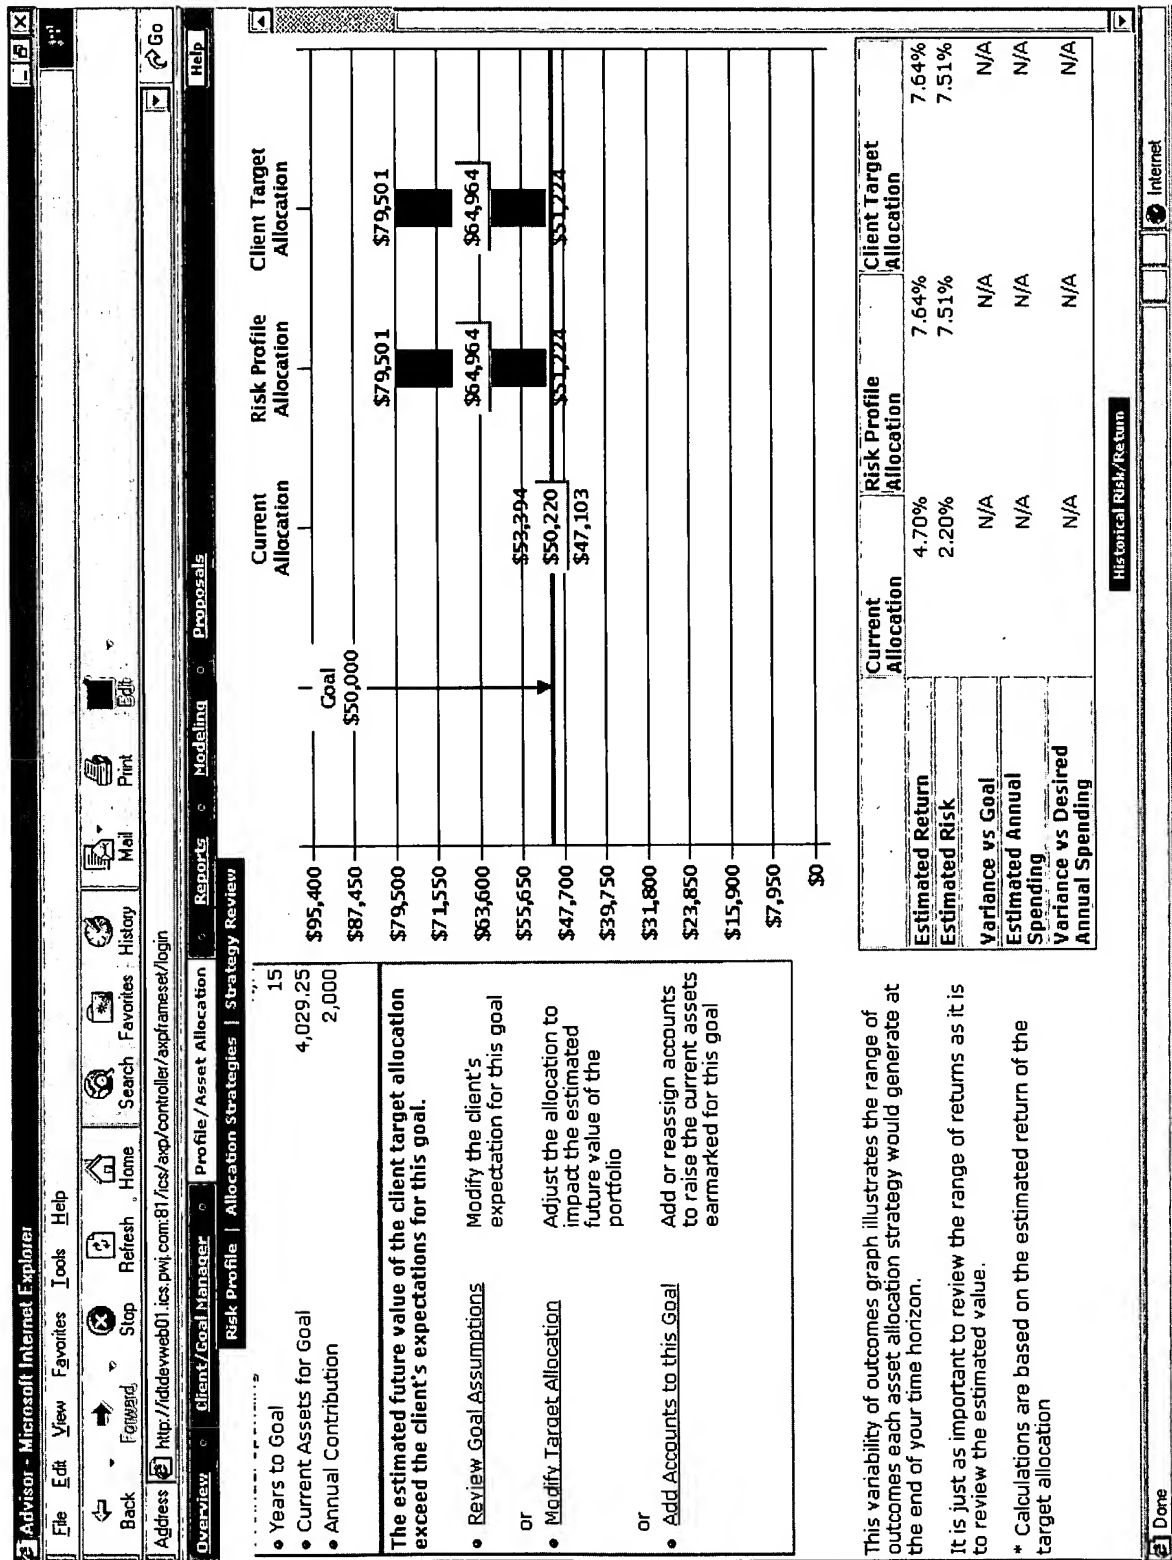 Advisor - Microsoft Internet Explorer
File Edit View Favorites Tools Help
Back Forward Stop Refresh Home Search Favorites History Mail Print Edit
Address http://idtdevweb01.ics.pwj.com:81/ics/axp/controller/axpframeset/login Go
Overview Client/Goal Manager Profile/Asset Allocation Reports Modeling Proposals Help
Risk Profile | Allocation Strategies | Strategy Review
• Years to Goal 15
• Current Assets for Goal 4,029.25
• Annual Contribution 2,000
The estimated future value of the client target allocation
exceed the client's expectations for this goal.
• Review Goal Assumptions Modify the client's
expectation for this goal
or
• Modify Target Allocation Adjust the allocation to
impact the estimated
future value of the
portfolio
or
• Add Accounts to this Goal Add or reassign accounts
to raise the current assets
earmarked for this goal
Current
Allocation
Risk Profile
Allocation
Client Target
Allocation
Goal
$50,000
$95,400
$87,450
$79,500
$71,550
$63,600
$55,650
$47,700
$39,750
$31,800
$23,850
$15,900
$7,950
$0
$53,394
$50,220
$47,103
$79,501
$64,964
$51,224
$79,501
$64,964
$51,224
This variability of outcomes graph illustrates the range of
outcomes each asset allocation strategy would generate at
the end of your time horizon.
It is just as important to review the range of returns as it is
to review the estimated value.
* Calculations are based on the estimated return of the
target allocation
Current
Allocation
Risk Profile
Allocation
Client Target
Allocation
Estimated Return 4.70% 7.64% 7.64%
Estimated Risk 2.20% 7.51% 7.51%
Variance vs Goal N/A N/A N/A
Estimated Annual
Spending N/A N/A N/A
Variance vs Desired
Annual Spending N/A N/A N/A
Historical Risk/Return
Done Internet